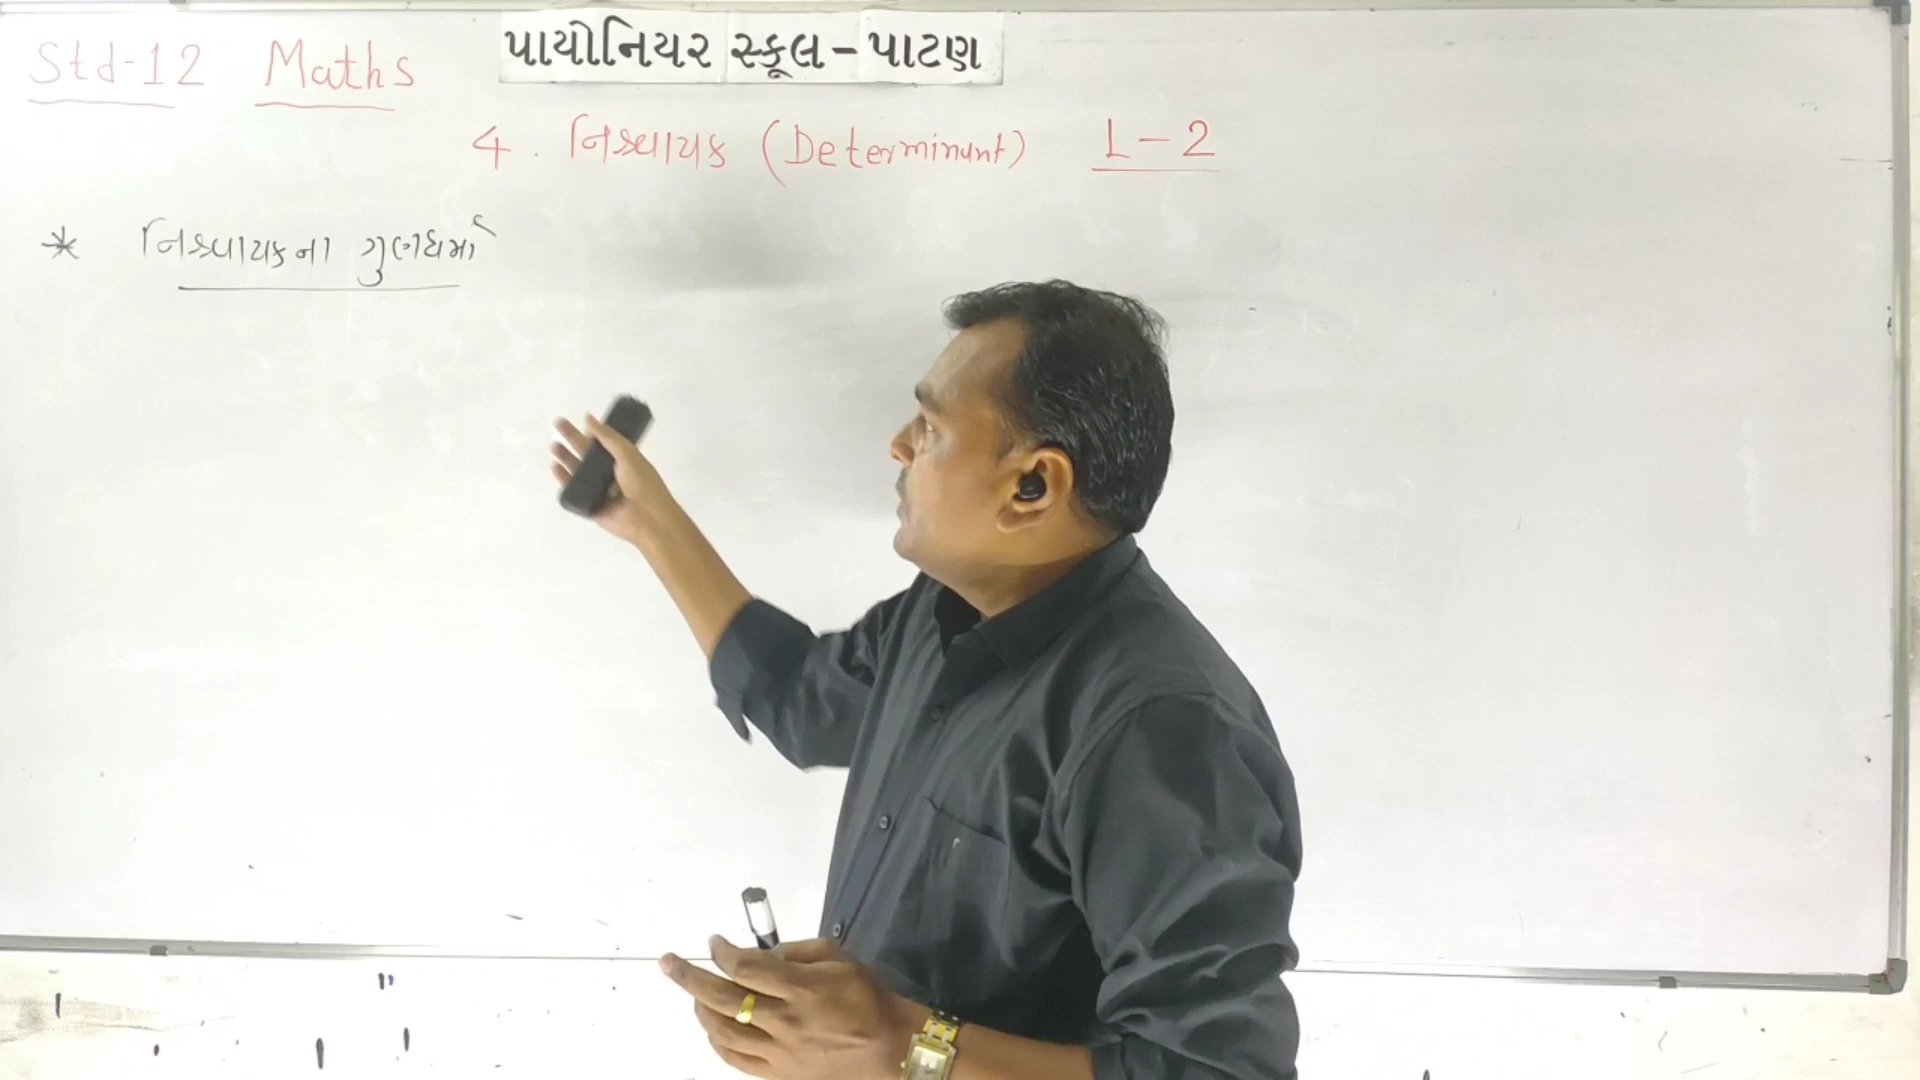 Std-12 Maths
પાયોનિયર સ્કૂલ - પાટણ
4. નિશ્ચાયક (Determinant) L-2
* નિશ્ચાયકના ગુણધર્મો